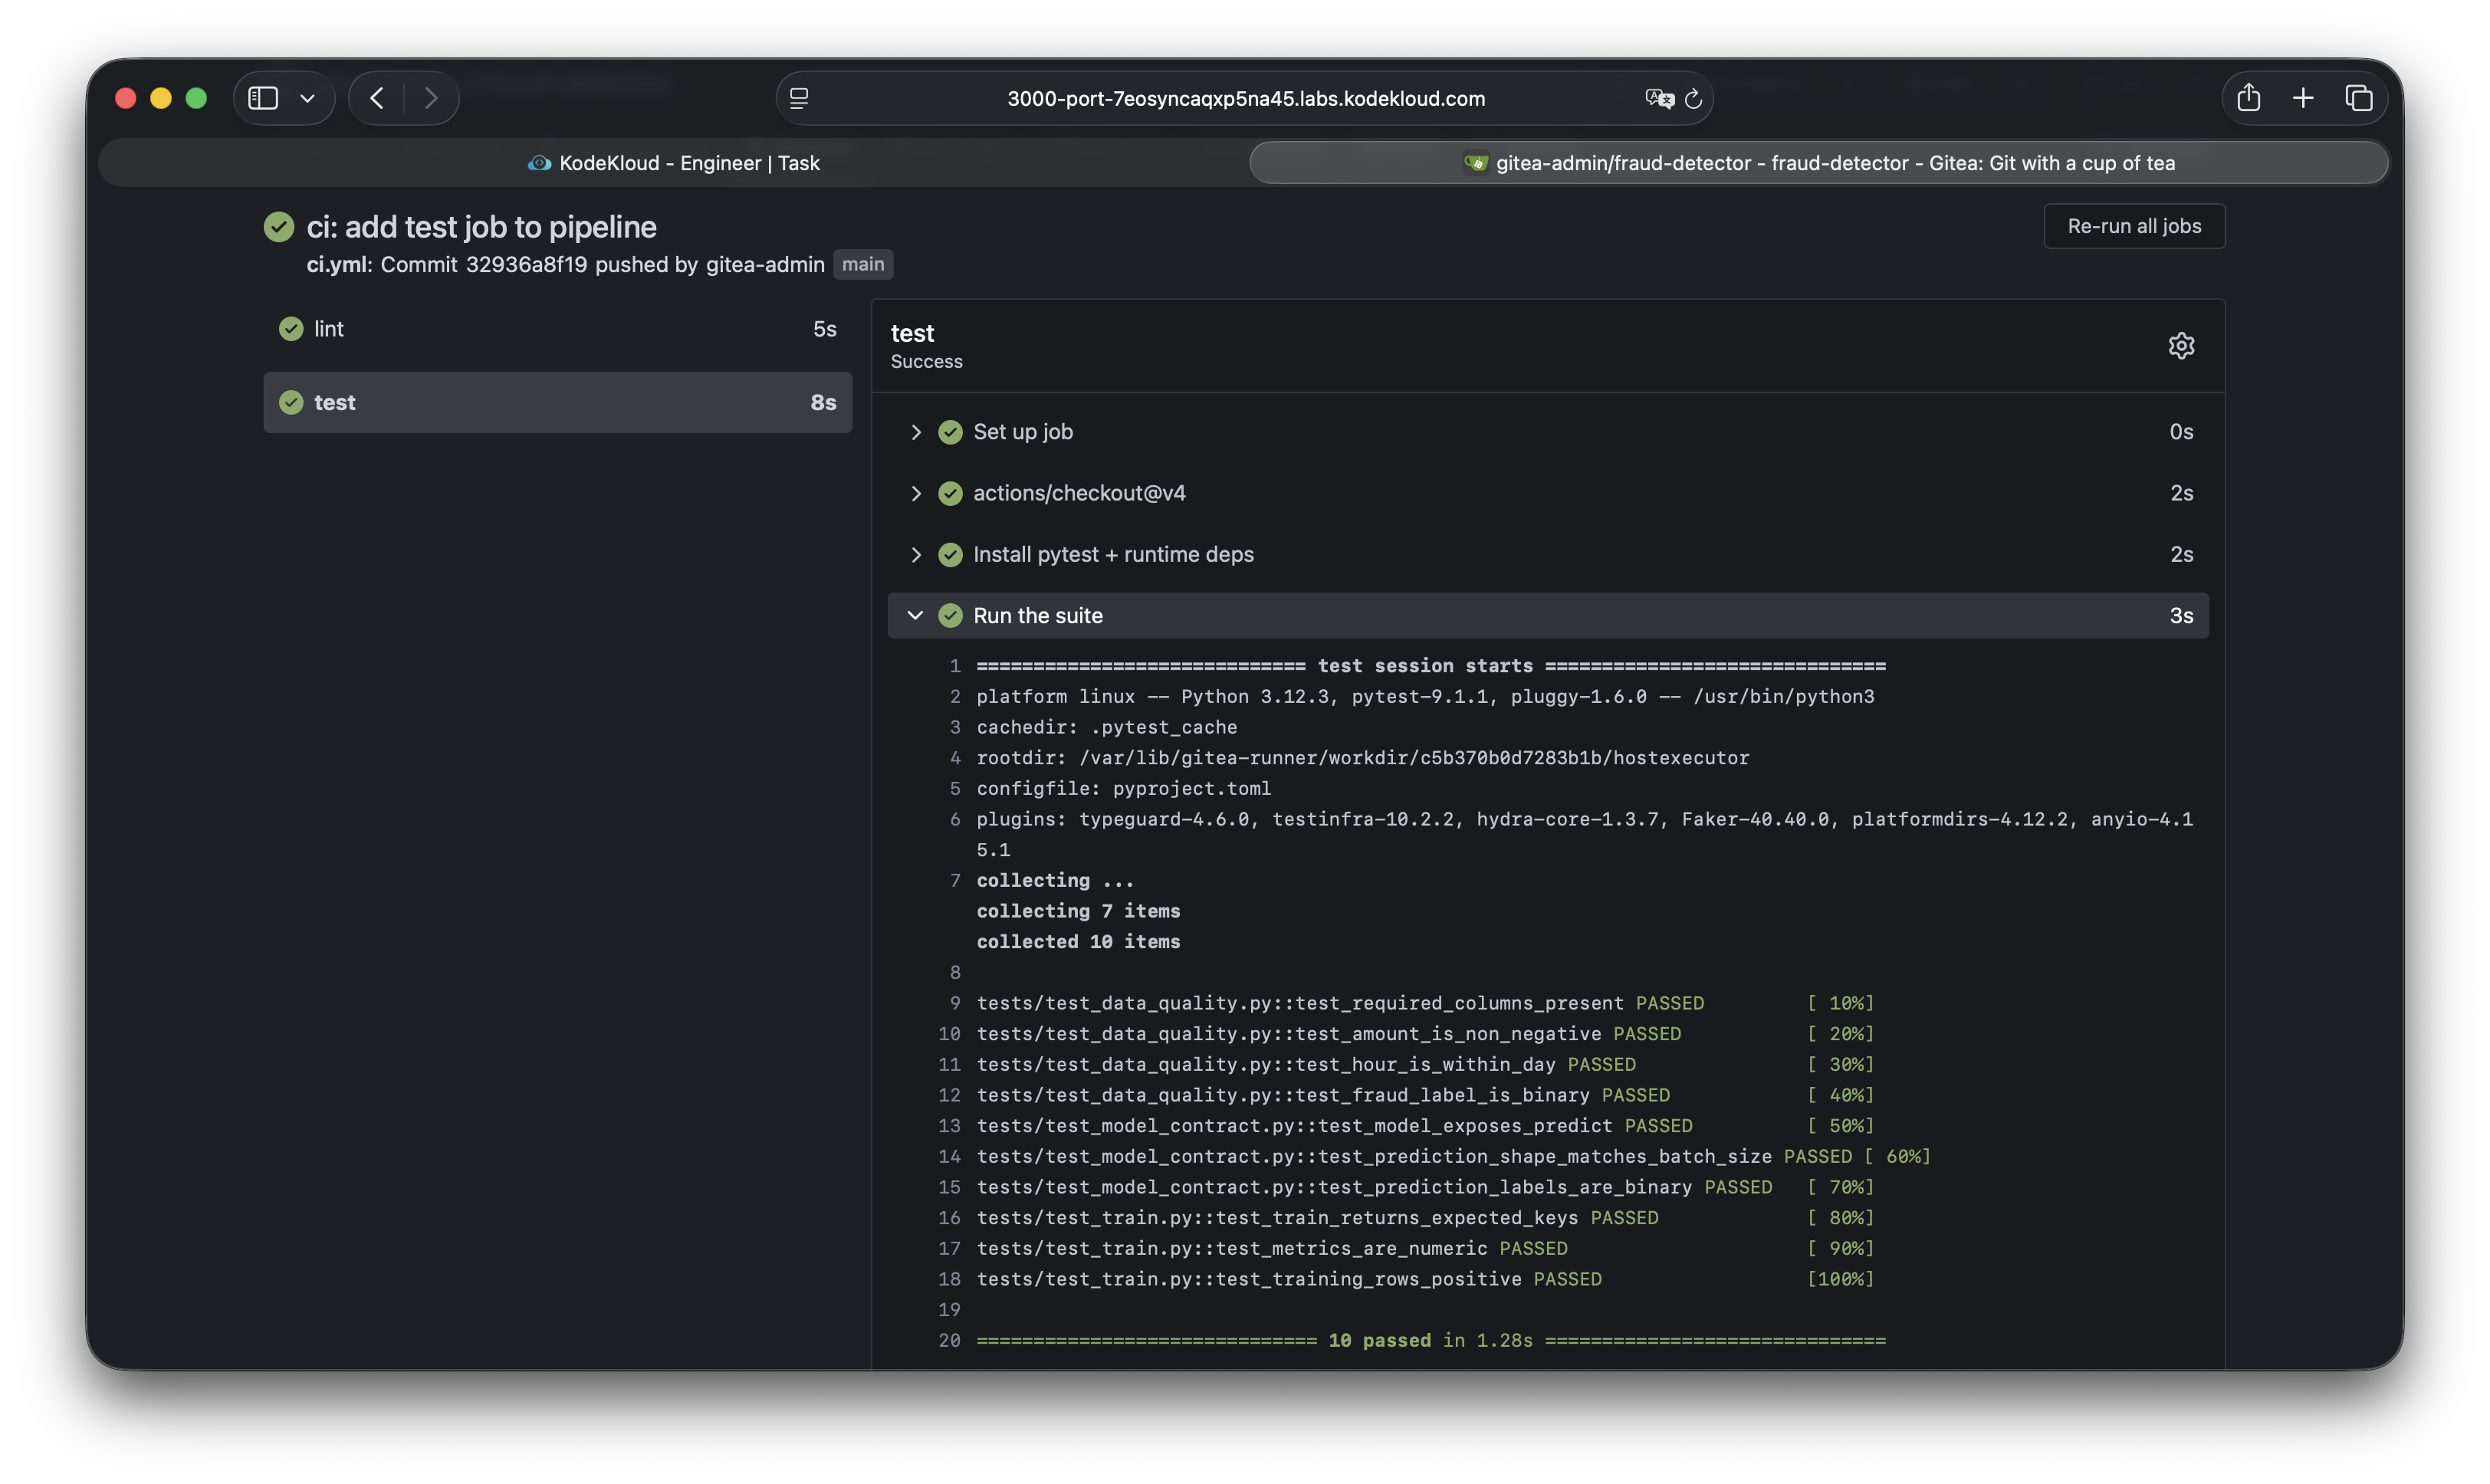 3000-port-7eosyncaqxp5na45.labs.kodekloud.com
KodeKloud - Engineer | Task
gitea-admin/fraud-detector - fraud-detector - Gitea: Git with a cup of tea
ci: add test job to pipeline
Re-run all jobs
ci.yml: Commit 32936a8f19 pushed by gitea-admin main
lint 5s
test 8s
test
Success
Set up job 0s
actions/checkout@v4 2s
Install pytest + runtime deps 2s
Run the suite 3s
1 ============================= test session starts ==============================
2 platform linux -- Python 3.12.3, pytest-9.1.1, pluggy-1.6.0 -- /usr/bin/python3
3 cachedir: .pytest_cache
4 rootdir: /var/lib/gitea-runner/workdir/c5b370b0d7283b1b/hostexecutor
5 configfile: pyproject.toml
6 plugins: typeguard-4.6.0, testinfra-10.2.2, hydra-core-1.3.7, Faker-40.40.0, platformdirs-4.12.2, anyio-4.1
5.1
7 collecting ...
collecting 7 items
collected 10 items
8
9 tests/test_data_quality.py::test_required_columns_present PASSED [ 10%]
10 tests/test_data_quality.py::test_amount_is_non_negative PASSED [ 20%]
11 tests/test_data_quality.py::test_hour_is_within_day PASSED [ 30%]
12 tests/test_data_quality.py::test_fraud_label_is_binary PASSED [ 40%]
13 tests/test_model_contract.py::test_model_exposes_predict PASSED [ 50%]
14 tests/test_model_contract.py::test_prediction_shape_matches_batch_size PASSED [ 60%]
15 tests/test_model_contract.py::test_prediction_labels_are_binary PASSED [ 70%]
16 tests/test_train.py::test_train_returns_expected_keys PASSED [ 80%]
17 tests/test_train.py::test_metrics_are_numeric PASSED [ 90%]
18 tests/test_train.py::test_training_rows_positive PASSED [100%]
19
20 ============================== 10 passed in 1.28s ==============================